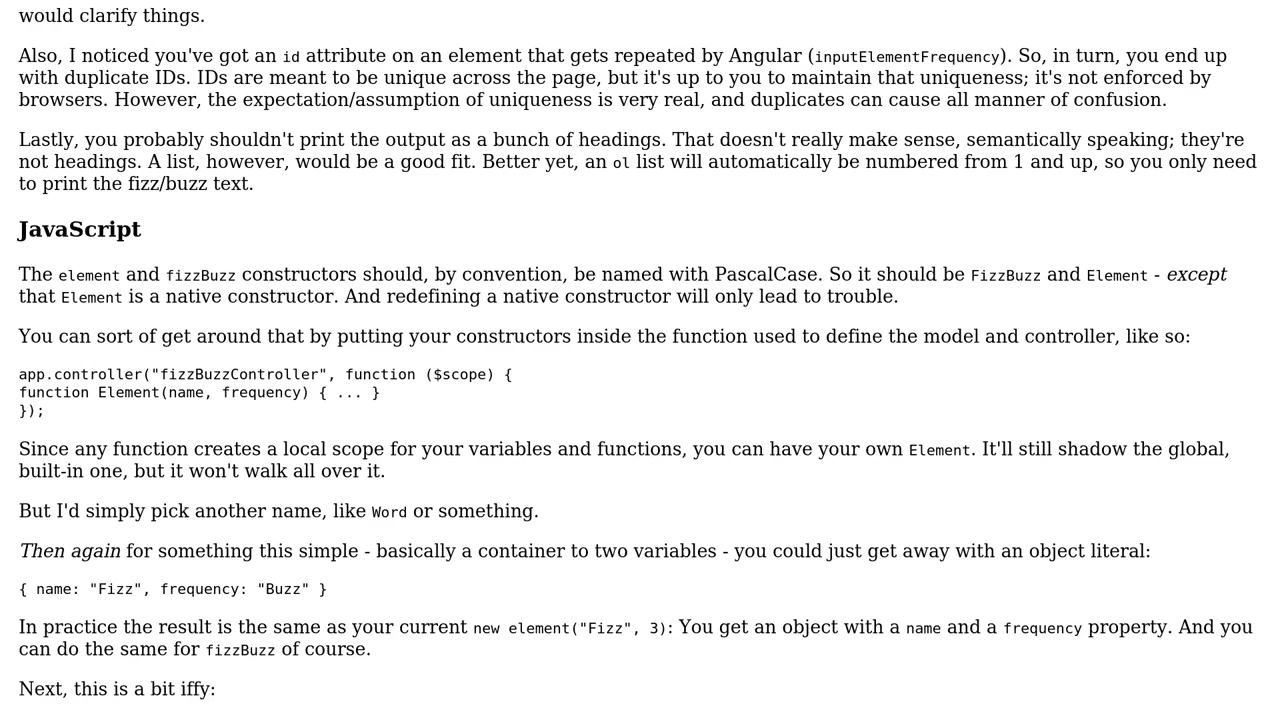 would clarify things.
Also, I noticed you've got an id attribute on an element that gets repeated by Angular (inputElementFrequency). So, in turn, you end up
with duplicate IDs. IDs are meant to be unique across the page, but it's up to you to maintain that uniqueness; it's not enforced by
browsers. However, the expectation/assumption of uniqueness is very real, and duplicates can cause all manner of confusion.
Lastly, you probably shouldn't print the output as a bunch of headings. That doesn't really make sense, semantically speaking; they're
not headings. A list, however, would be a good fit. Better yet, an ol list will automatically be numbered from 1 and up, so you only need
to print the fizz/buzz text.
JavaScript
The element and fizzBuzz constructors should, by convention, be named with PascalCase. So it should be FizzBuzz and Element - except
that Element is a native constructor. And redefining a native constructor will only lead to trouble.
You can sort of get around that by putting your constructors inside the function used to define the model and controller, like so:
app.controller("fizzBuzzController", function ($scope) {
function Element(name, frequency) { ... }
});
Since any function creates a local scope for your variables and functions, you can have your own Element. It'll still shadow the global,
built-in one, but it won't walk all over it.
But I'd simply pick another name, like Word or something.
Then again for something this simple - basically a container to two variables - you could just get away with an object literal:
{ name: "Fizz", frequency: "Buzz" }
In practice the result is the same as your current new element("Fizz", 3): You get an object with a name and a frequency property. And you
can do the same for fizzBuzz of course.
Next, this is a bit iffy: